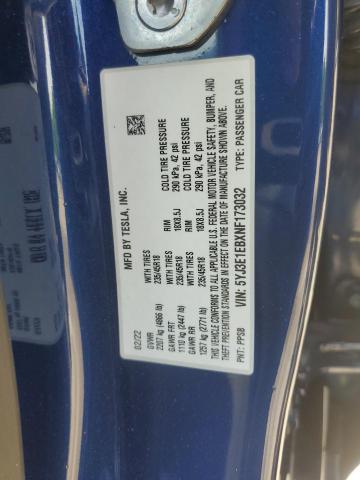 MFD BY TESLA, INC.
02/22
GVWR
2207 kg (4866 lb)
GAWR FRT
1110 kg (2447 lb)
WITH TIRES
235/45R18
RIM
18X8.5J
COLD TIRE PRESSURE
290 kPa, 42 psi
GAWR RR
1257 kg (2771 lb)
WITH TIRES
235/45R18
RIM
18X8.5J
COLD TIRE PRESSURE
290 kPa, 42 psi
THIS VEHICLE CONFORMS TO ALL APPLICABLE U.S. FEDERAL MOTOR VEHICLE SAFETY, BUMPER, AND
THEFT PREVENTION STANDARDS IN EFFECT ON THE DATE OF MANUFACTURE SHOWN ABOVE.
VIN: 5YJ3E1EBXNF173032
TYPE: PASSENGER CAR
PNT: PPSB